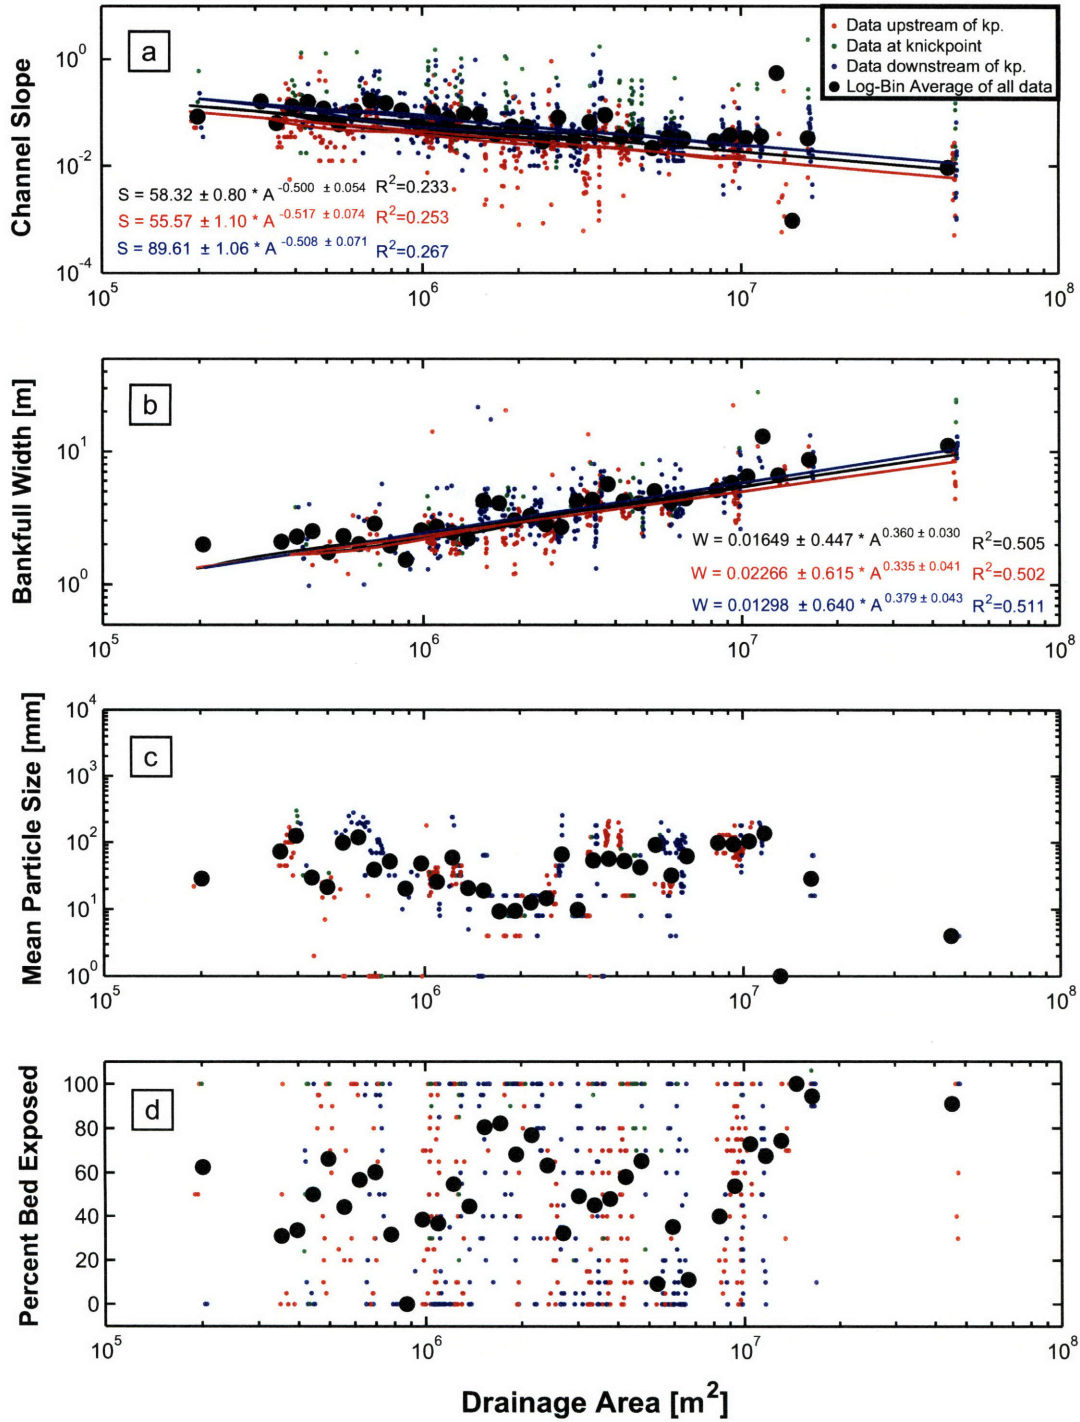 a
Channel Slope
10^0
10^-2
10^-4
Data upstream of kp.
Data at knickpoint
Data downstream of kp.
Log-Bin Average of all data
S = 58.32 ± 0.80 * A^-0.500 ± 0.054 R^2=0.233
S = 55.57 ± 1.10 * A^-0.517 ± 0.074 R^2=0.253
S = 89.61 ± 1.06 * A^-0.508 ± 0.071 R^2=0.267
10^5 10^6 10^7 10^8
b
Bankfull Width [m]
10^1
10^0
W = 0.01649 ± 0.447 * A^0.360 ± 0.030 R^2=0.505
W = 0.02266 ± 0.615 * A^0.335 ± 0.041 R^2=0.502
W = 0.01298 ± 0.640 * A^0.379 ± 0.043 R^2=0.511
10^5 10^6 10^7 10^8
c
Mean Particle Size [mm]
10^4
10^3
10^2
10^1
10^0
10^5 10^6 10^7 10^8
d
Percent Bed Exposed
100
80
60
40
20
0
10^5 10^6 10^7 10^8
Drainage Area [m^2]